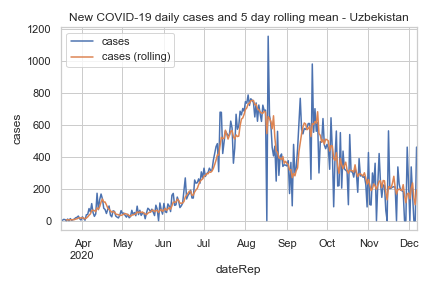 New COVID-19 daily cases and 5 day rolling mean - Uzbekistan
cases
cases (rolling)
1200
1000
800
600
400
200
0
cases
Apr May Jun Jul Aug Sep Oct Nov Dec
2020
dateRep